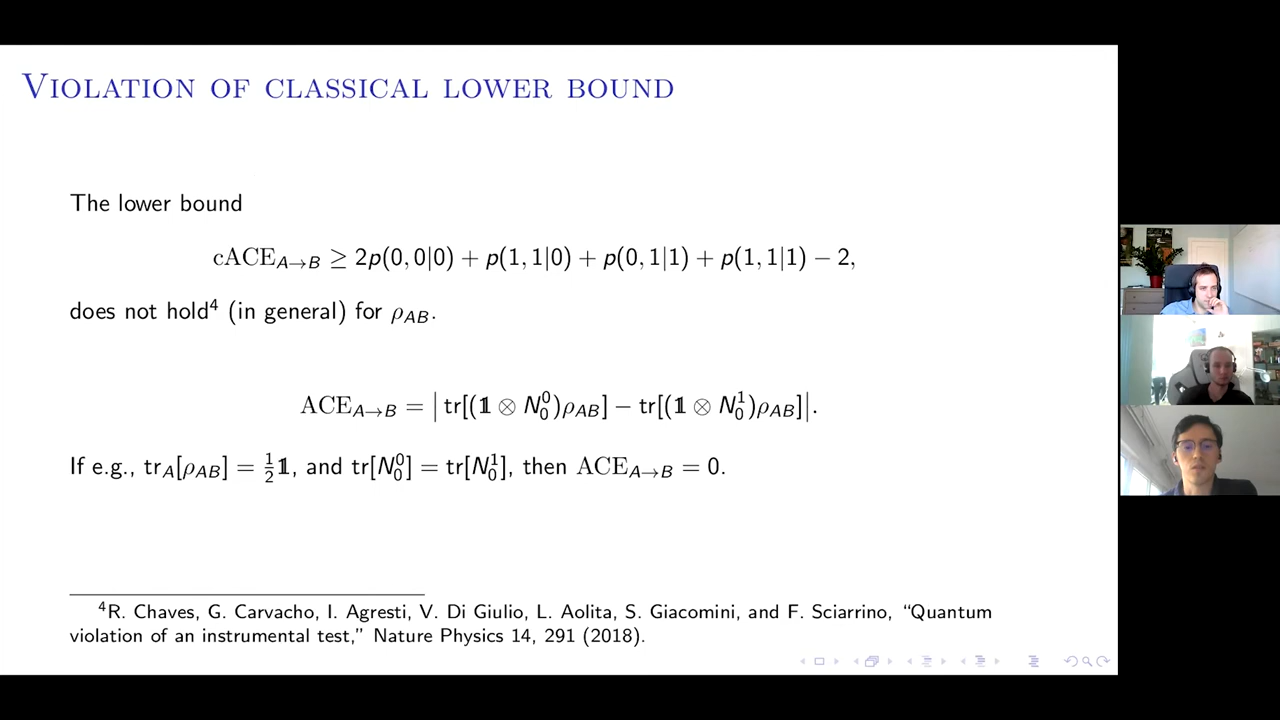 VIOLATION OF CLASSICAL LOWER BOUND
The lower bound
cACE_{A→B} ≥ 2p(0, 0|0) + p(1, 1|0) + p(0, 1|1) + p(1, 1|1) − 2,
does not hold⁴ (in general) for ρ_{AB}.
ACE_{A→B} = | tr[(𝟙 ⊗ N_0^0)ρ_{AB}] − tr[(𝟙 ⊗ N_0^1)ρ_{AB}]|.
If e.g., tr_A[ρ_{AB}] = ½𝟙, and tr[N_0^0] = tr[N_0^1], then ACE_{A→B} = 0.
⁴R. Chaves, G. Carvacho, I. Agresti, V. Di Giulio, L. Aolita, S. Giacomini, and F. Sciarrino, “Quantum
violation of an instrumental test,” Nature Physics 14, 291 (2018).